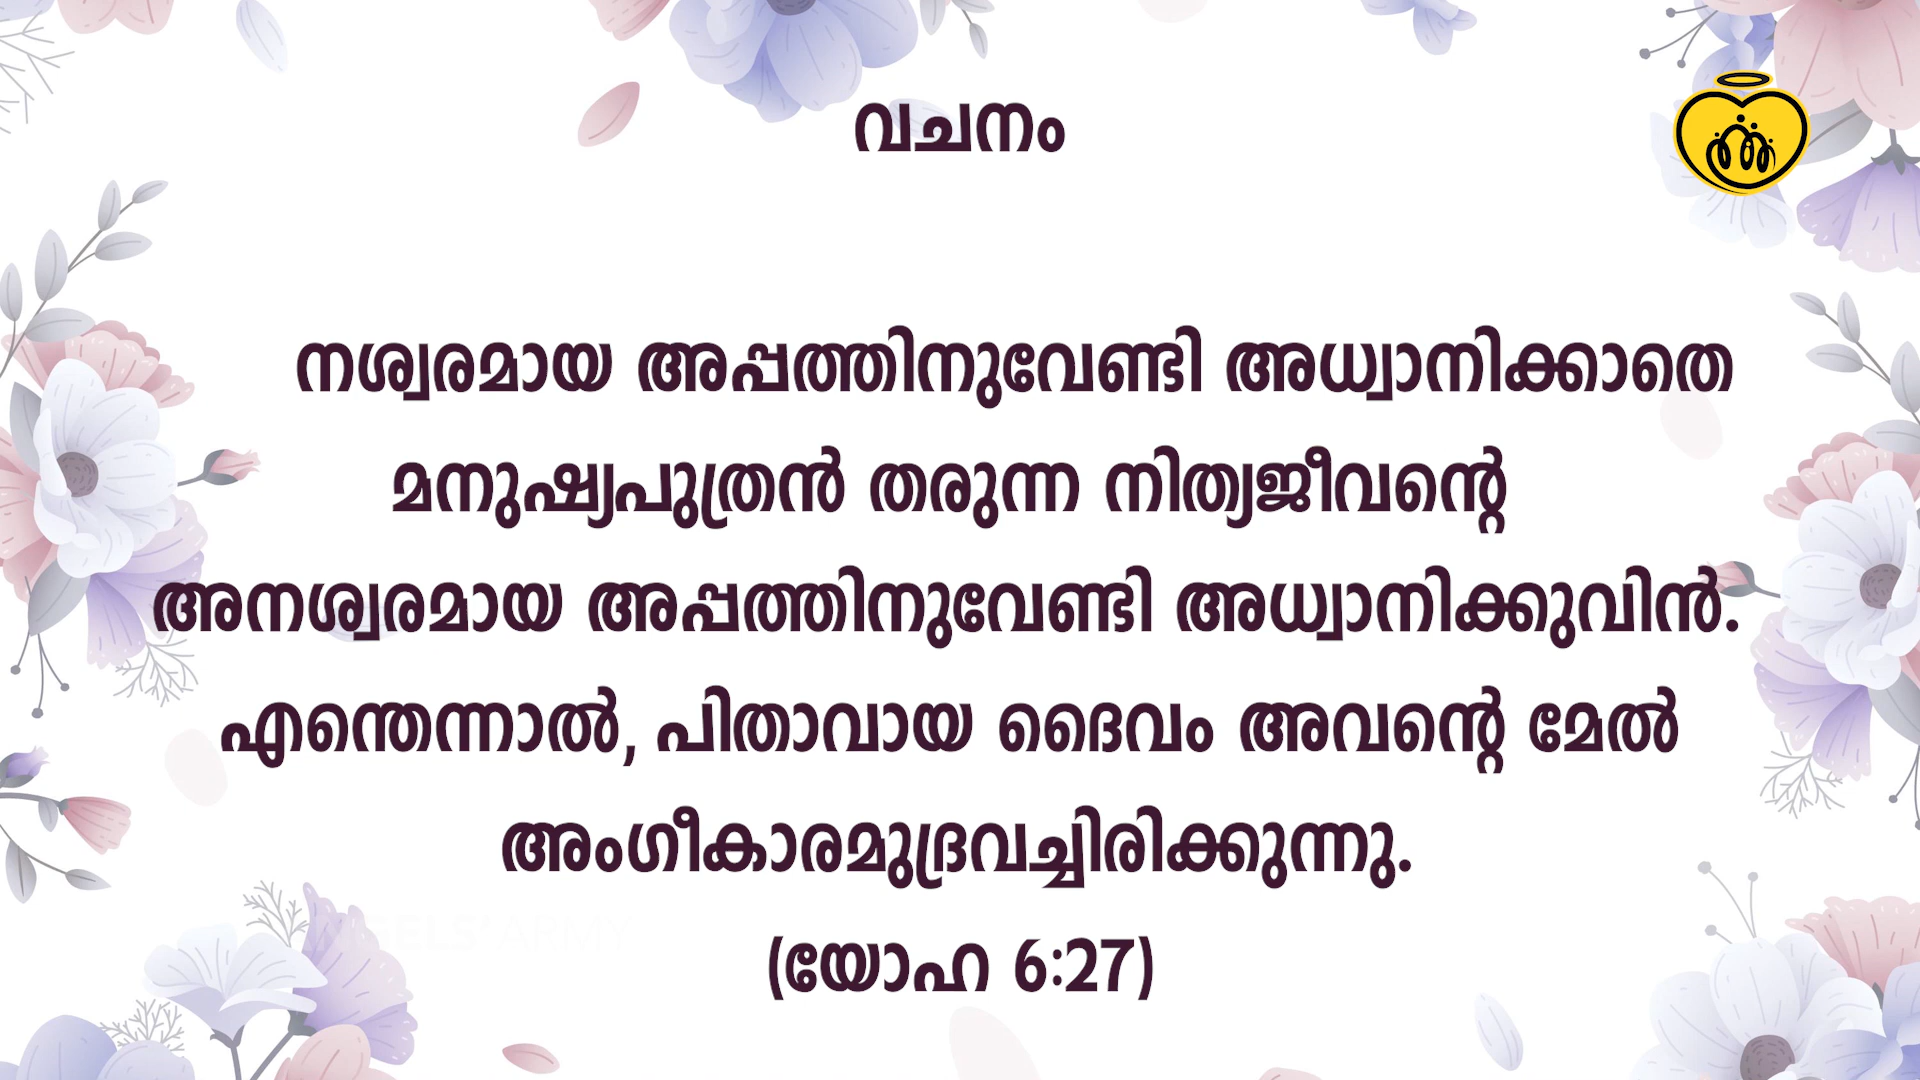 വചനം
നശ്വരമായ അപ്പത്തിനുവേണ്ടി അധ്വാനിക്കാതെ
മനുഷ്യപുത്രൻ തരുന്ന നിത്യജീവന്റെ
അനശ്വരമായ അപ്പത്തിനുവേണ്ടി അധ്വാനിക്കുവിൻ.
എന്തെന്നാൽ, പിതാവായ ദൈവം അവന്റെ മേൽ
അംഗീകാരമുദ്രവച്ചിരിക്കുന്നു.
(യോഹ 6:27)